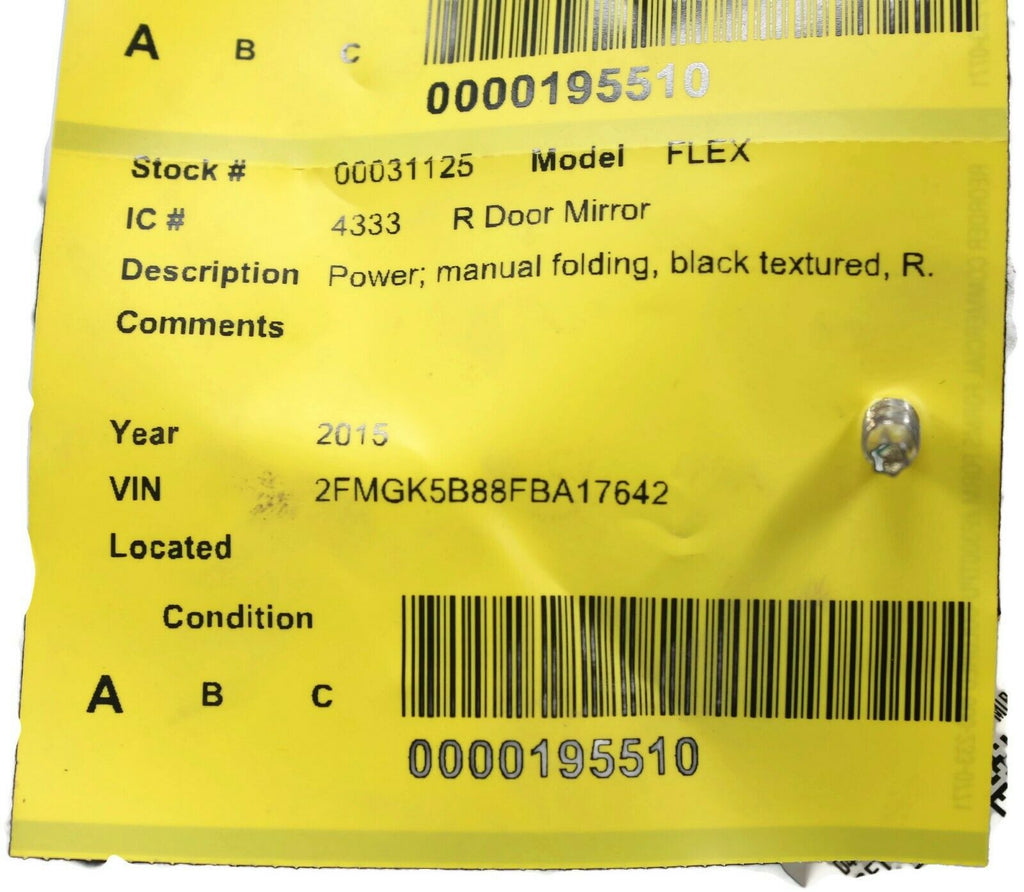 A B C
0000195510
Stock # 00031125 Model FLEX
IC # 4333 R Door Mirror
Description Power; manual folding, black textured, R.
Comments
Year 2015
VIN 2FMGK5B88FBA17642
Located
Condition
A B C
0000195510